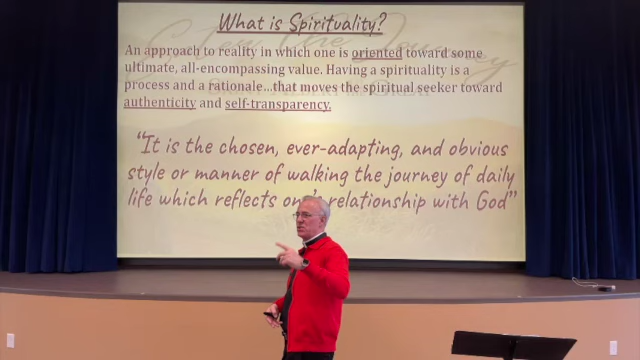 What is Spirituality?
An approach to reality in which one is oriented toward some
ultimate, all-encompassing value. Having a spirituality is a
process and a rationale...that moves the spiritual seeker toward
authenticity and self-transparency.
“It is the chosen, ever-adapting, and obvious
style or manner of walking the journey of daily
life which reflects one's relationship with God”